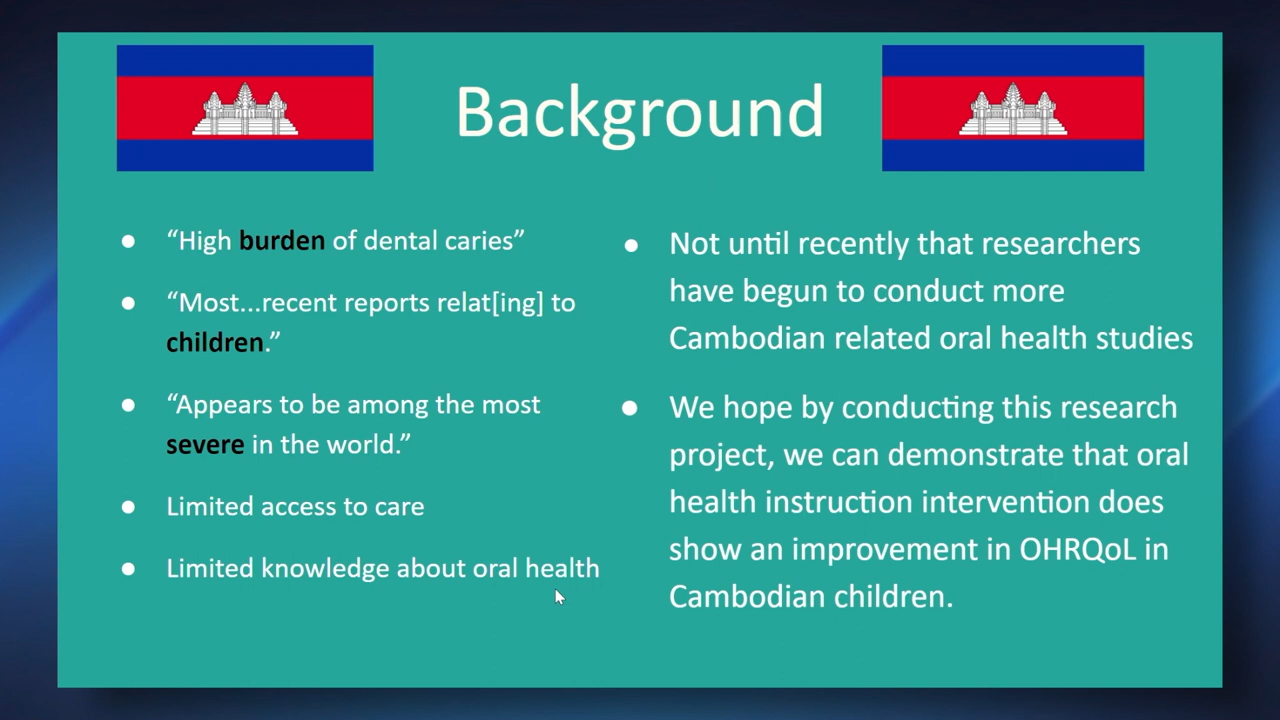 Background
● “High burden of dental caries”
● “Most...recent reports relat[ing] to
children.”
● “Appears to be among the most
severe in the world.”
● Limited access to care
● Limited knowledge about oral health
● Not until recently that researchers
have begun to conduct more
Cambodian related oral health studies
● We hope by conducting this research
project, we can demonstrate that oral
health instruction intervention does
show an improvement in OHRQoL in
Cambodian children.